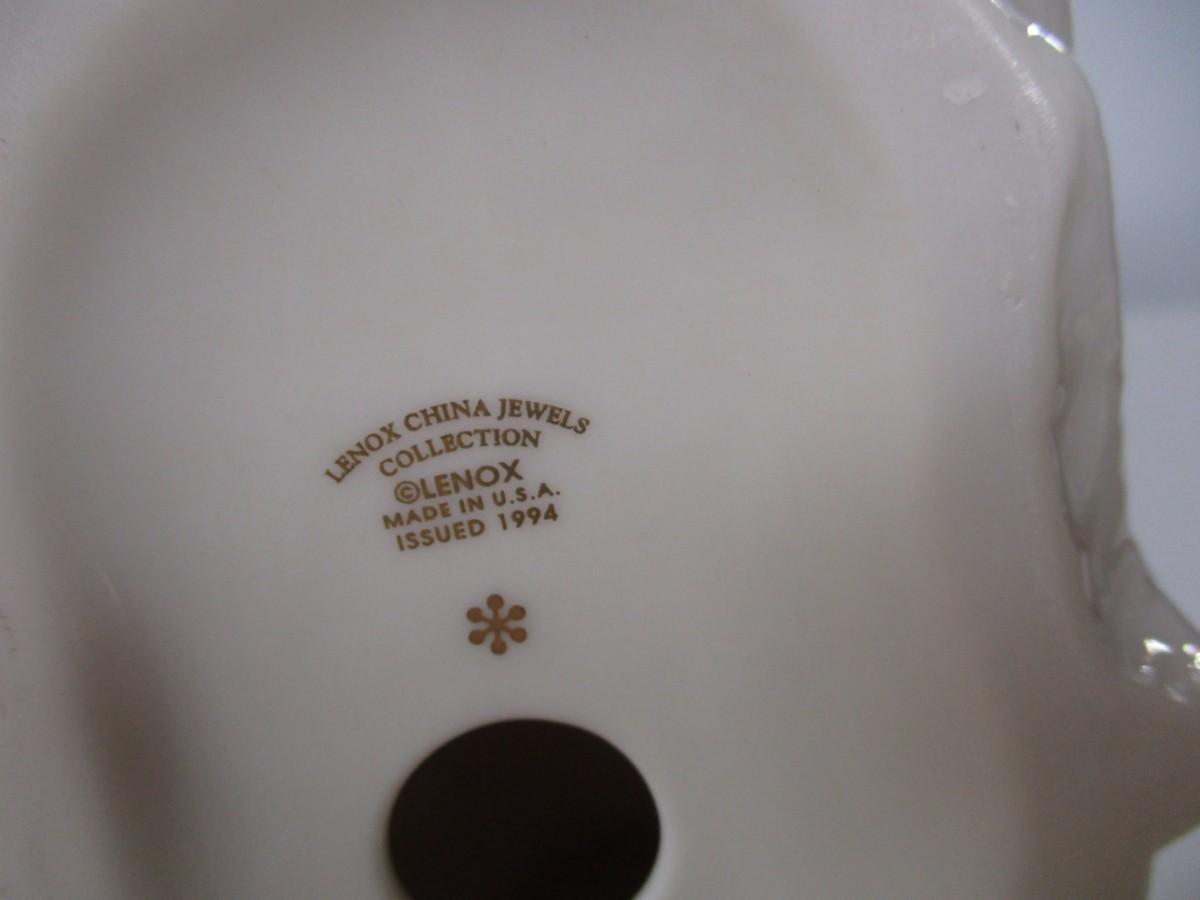 LENOX CHINA JEWELS
COLLECTION
©LENOX
MADE IN U.S.A.
ISSUED 1994